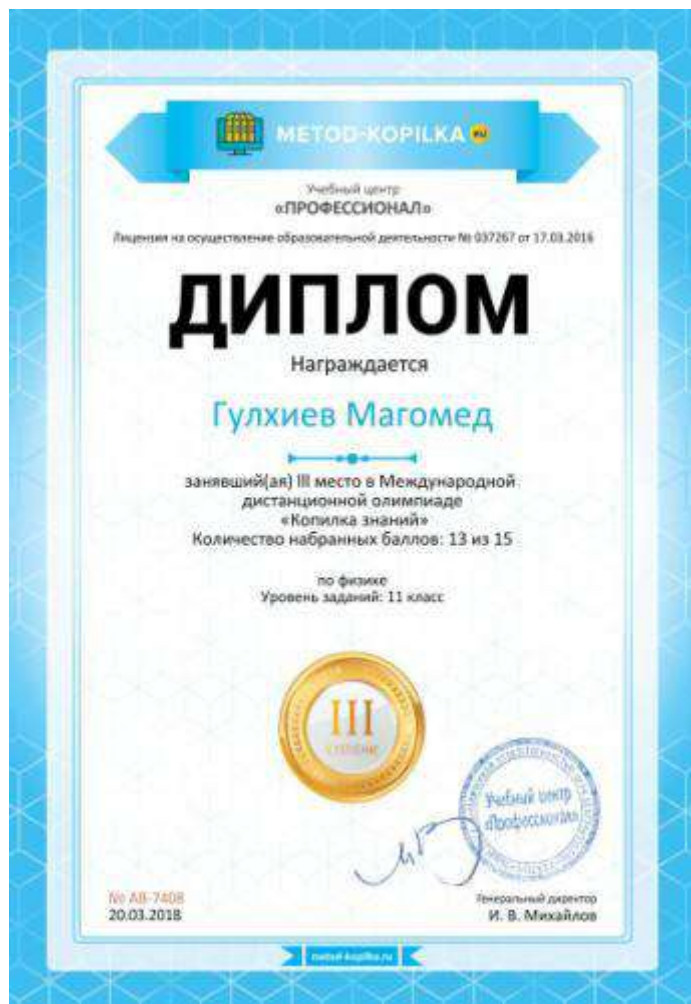 METOD-KOPILKA RU
Учебный центр
«ПРОФЕССИОНАЛ»
Лицензия на осуществление образовательной деятельности № 037267 от 17.03.2016
ДИПЛОМ
Награждается
Гулхиев Магомед
занявший(ая) III место в Международной
дистанционной олимпиаде
«Копилка знаний»
Количество набранных баллов: 13 из 15
по физике
Уровень заданий: 11 класс
III
СТЕПЕНИ
Учебный центр
«Профессионал»
№ АВ-7408
20.03.2018
Генеральный директор
И. В. Михайлов
metod-kopilka.ru